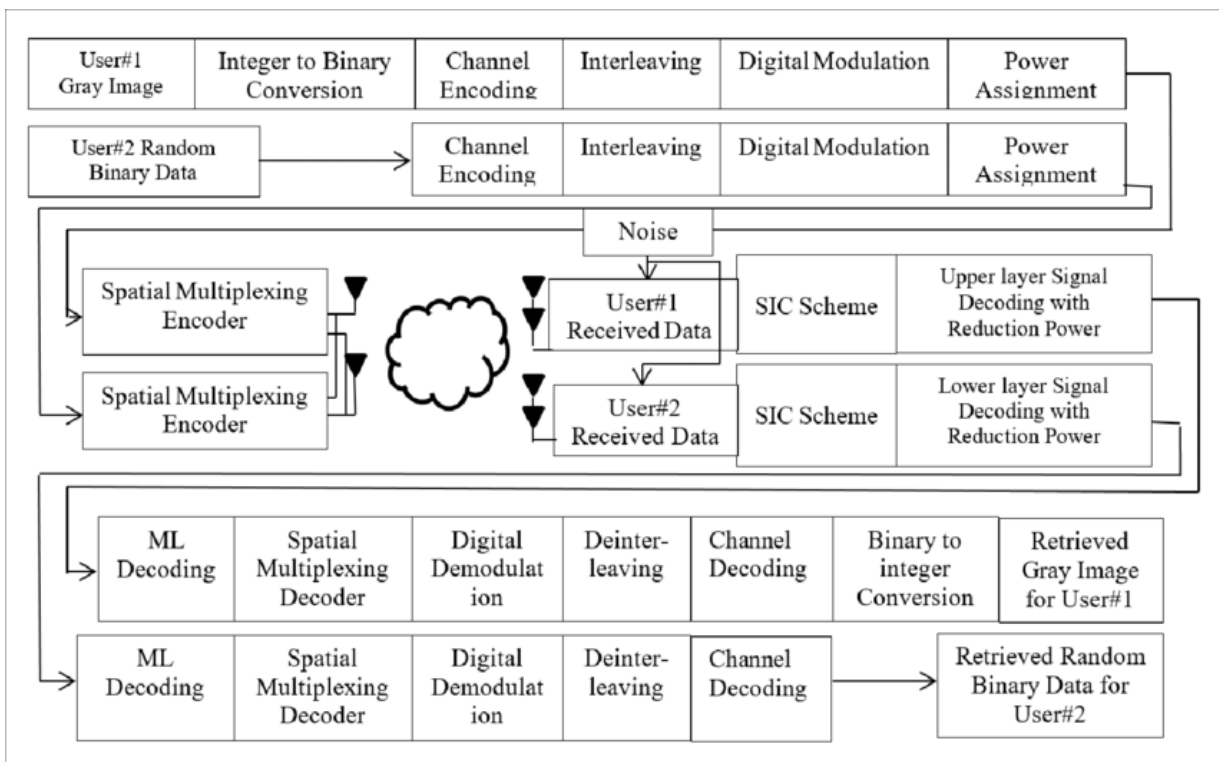 User#1
Gray Image
Integer to Binary
Conversion
Channel
Encoding
Interleaving
Digital Modulation
Power
Assignment
User#2 Random
Binary Data
Channel
Encoding
Interleaving
Digital Modulation
Power
Assignment
Noise
Spatial Multiplexing
Encoder
User#1
Received Data
SIC Scheme
Upper layer Signal
Decoding with
Reduction Power
Spatial Multiplexing
Encoder
User#2
Received Data
SIC Scheme
Lower layer Signal
Decoding with
Reduction Power
ML
Decoding
Spatial
Multiplexing
Decoder
Digital
Demodulat
ion
Deinter-
leaving
Channel
Decoding
Binary to
integer
Conversion
Retrieved
Gray Image
for User#1
ML
Decoding
Spatial
Multiplexing
Decoder
Digital
Demodulat
ion
Deinter-
leaving
Channel
Decoding
Retrieved Random
Binary Data for
User#2